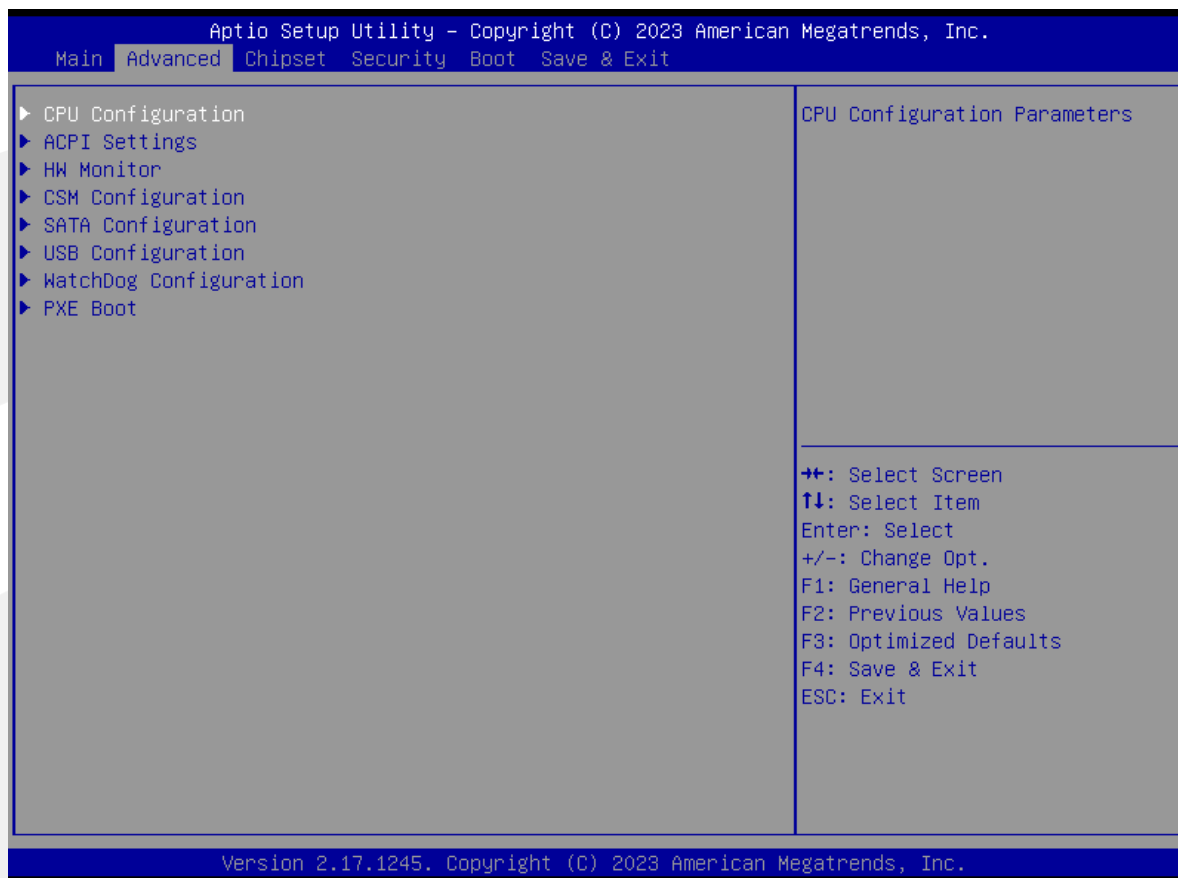 Aptio Setup Utility – Copyright (C) 2023 American Megatrends, Inc.
Main Advanced Chipset Security Boot Save & Exit
▶ CPU Configuration
▶ ACPI Settings
▶ HW Monitor
▶ CSM Configuration
▶ SATA Configuration
▶ USB Configuration
▶ WatchDog Configuration
▶ PXE Boot
CPU Configuration Parameters
→←: Select Screen
↑↓: Select Item
Enter: Select
+/-: Change Opt.
F1: General Help
F2: Previous Values
F3: Optimized Defaults
F4: Save & Exit
ESC: Exit
Version 2.17.1245. Copyright (C) 2023 American Megatrends, Inc.